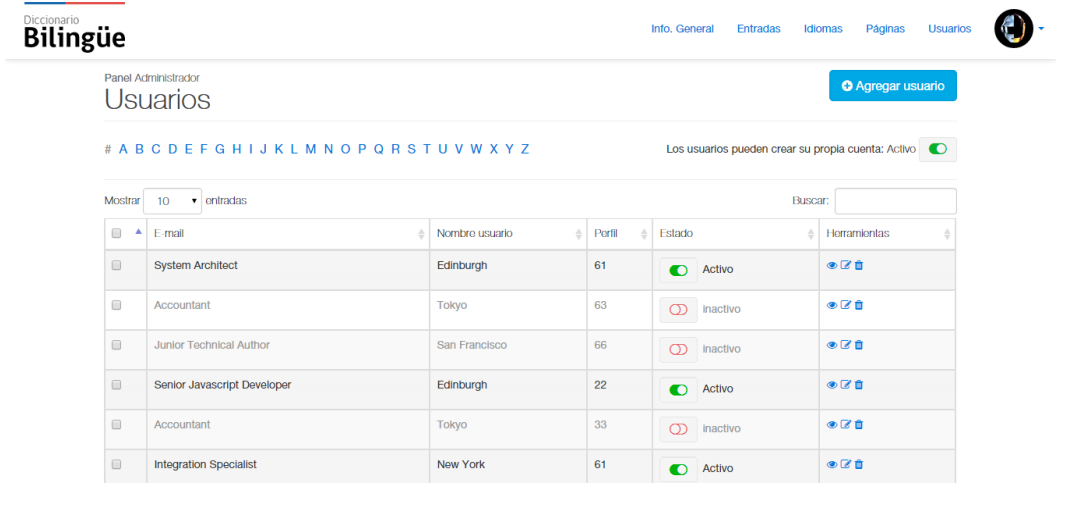 Diccionario
Bilingüe
Info. General Entradas Idiomas Páginas Usuarios
Panel Administrador
Usuarios
Agregar usuario
# A B C D E F G H I J K L M N O P Q R S T U V W X Y Z
Los usuarios pueden crear su propia cuenta: Activo
Mostrar 10 entradas
Buscar:
E-mail Nombre usuario Perfil Estado Herramientas
System Architect Edinburgh 61 Activo
Accountant Tokyo 63 inactivo
Junior Technical Author San Francisco 66 inactivo
Senior Javascript Developer Edinburgh 22 Activo
Accountant Tokyo 33 inactivo
Integration Specialist New York 61 Activo